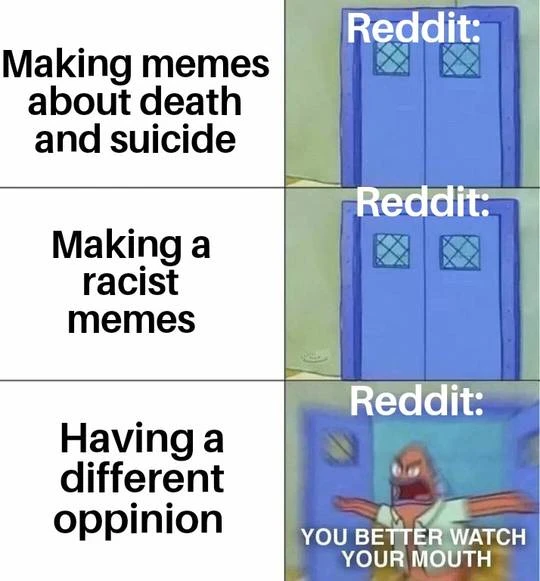 Making memes
about death
and suicide
Reddit:
Making a
racist
memes
Reddit:
Having a
different
oppinion
Reddit:
YOU BETTER WATCH
YOUR MOUTH